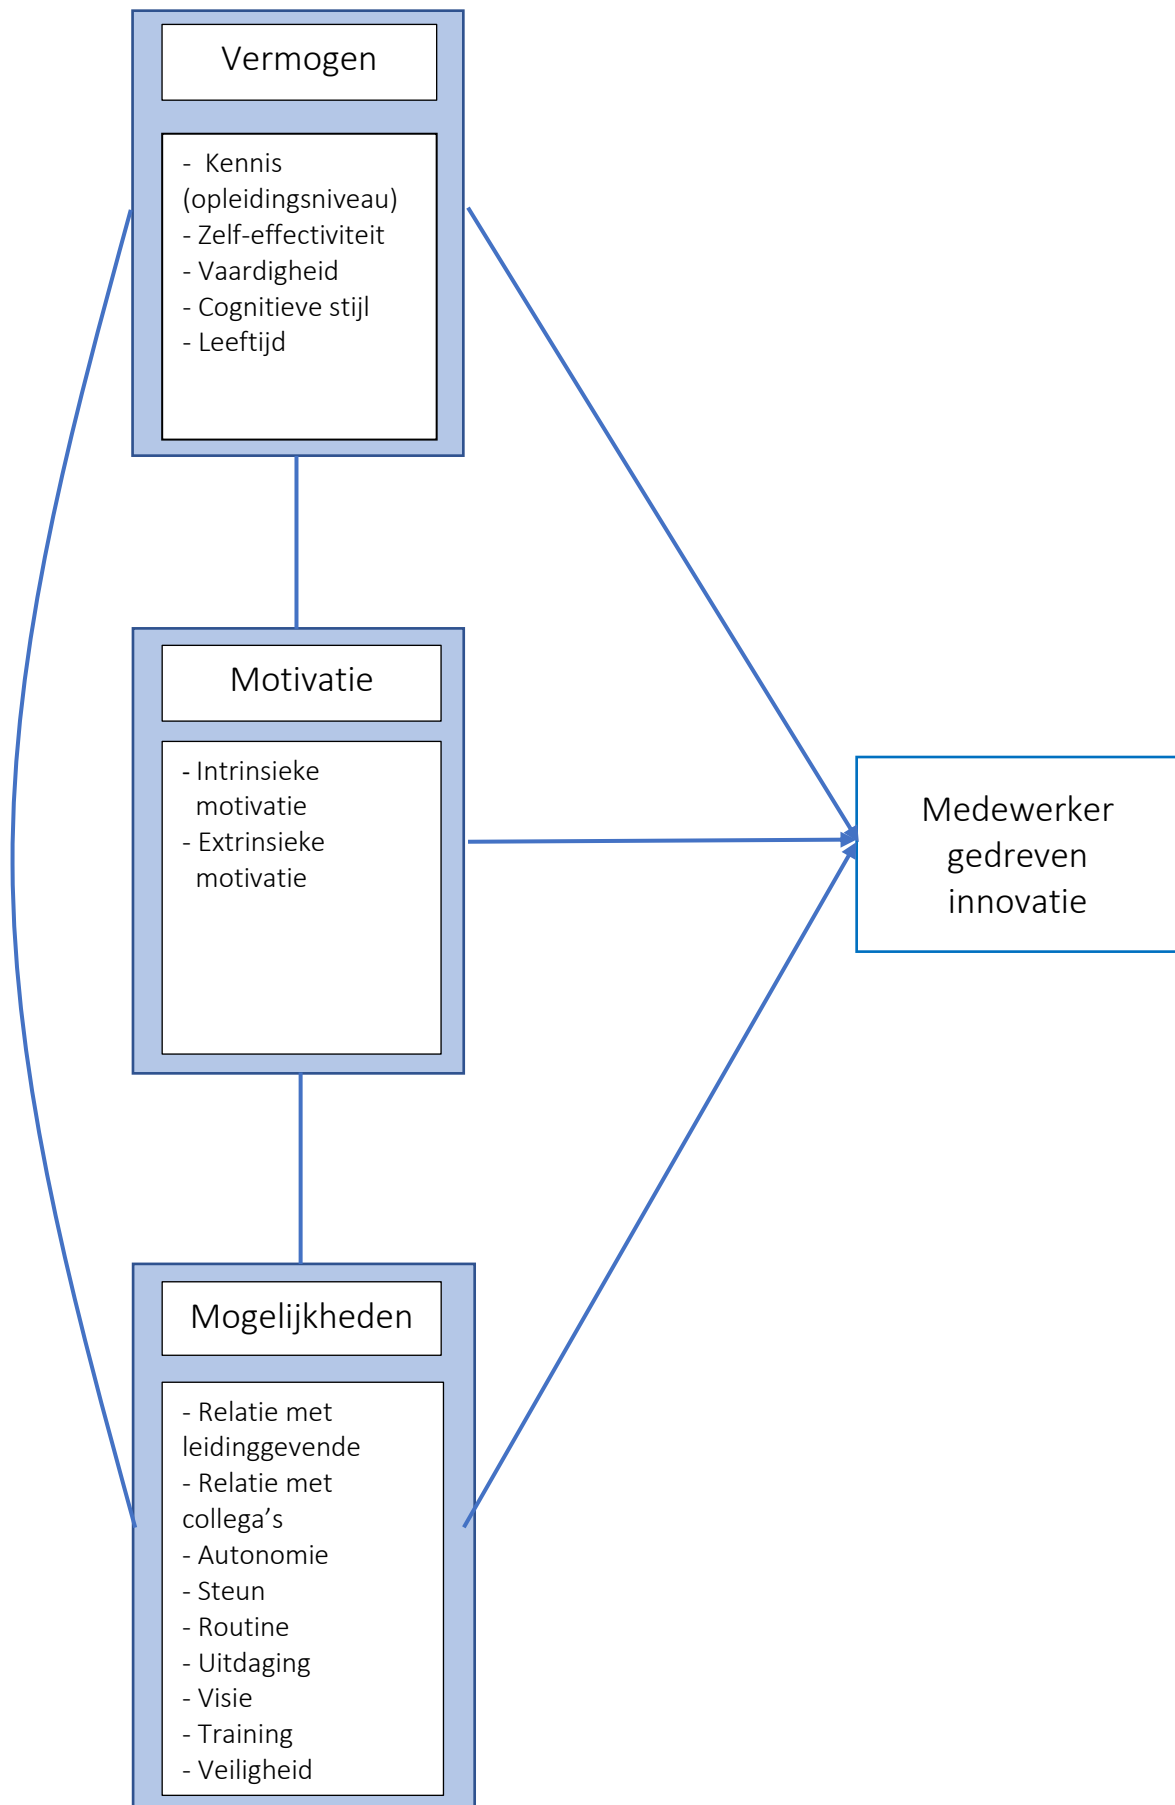 Vermogen
- Kennis
(opleidingsniveau)
- Zelf-effectiviteit
- Vaardigheid
- Cognitieve stijl
- Leeftijd
Motivatie
- Intrinsieke
motivatie
- Extrinsieke
motivatie
Medewerker
gedreven
innovatie
Mogelijkheden
- Relatie met
leidinggevende
- Relatie met
collega’s
- Autonomie
- Steun
- Routine
- Uitdaging
- Visie
- Training
- Veiligheid